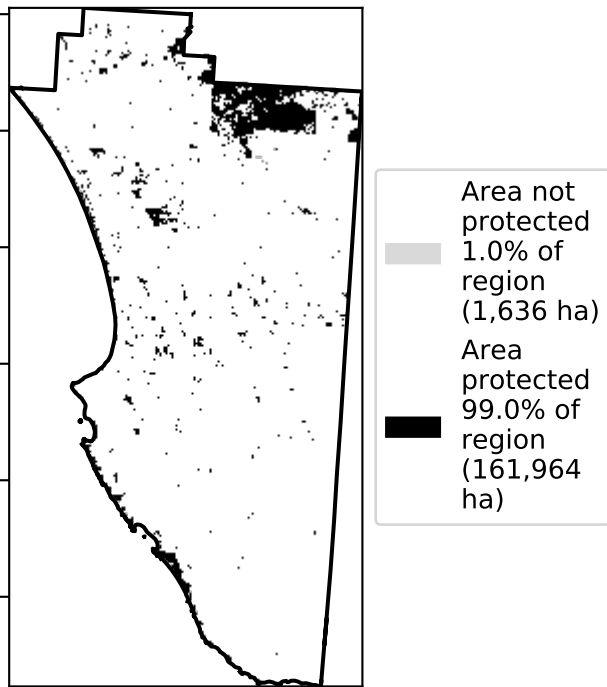 Area not
protected
1.0% of
region
(1,636 ha)
Area
protected
99.0% of
region
(161,964
ha)